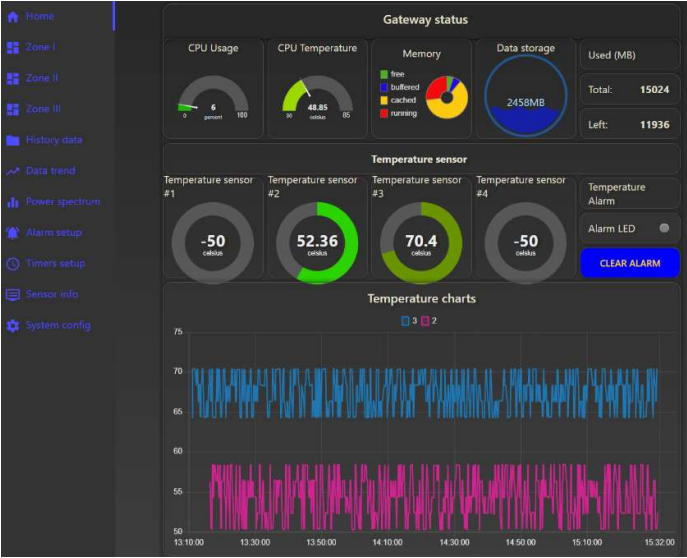 Home
Zone I
Zone II
Zone III
History data
Data trend
Power spectrum
Alarm setup
Timers setup
Sensor info
System config
Gateway status
CPU Usage
6
percent
0
100
CPU Temperature
48.85
celsius
30
85
Memory
free
buffered
cached
running
Data storage
2458MB
Used (MB)
Total: 15024
Left: 11936
Temperature sensor
Temperature sensor
#1
-50
celsius
Temperature sensor
#2
52.36
celsius
Temperature sensor
#3
70.4
celsius
Temperature sensor
#4
-50
celsius
Temperature
Alarm
Alarm LED
CLEAR ALARM
Temperature charts
3 2
75
70
65
60
55
50
13:10:00 13:30:00 13:50:00 14:10:00 14:30:00 14:50:00 15:10:00 15:32:00